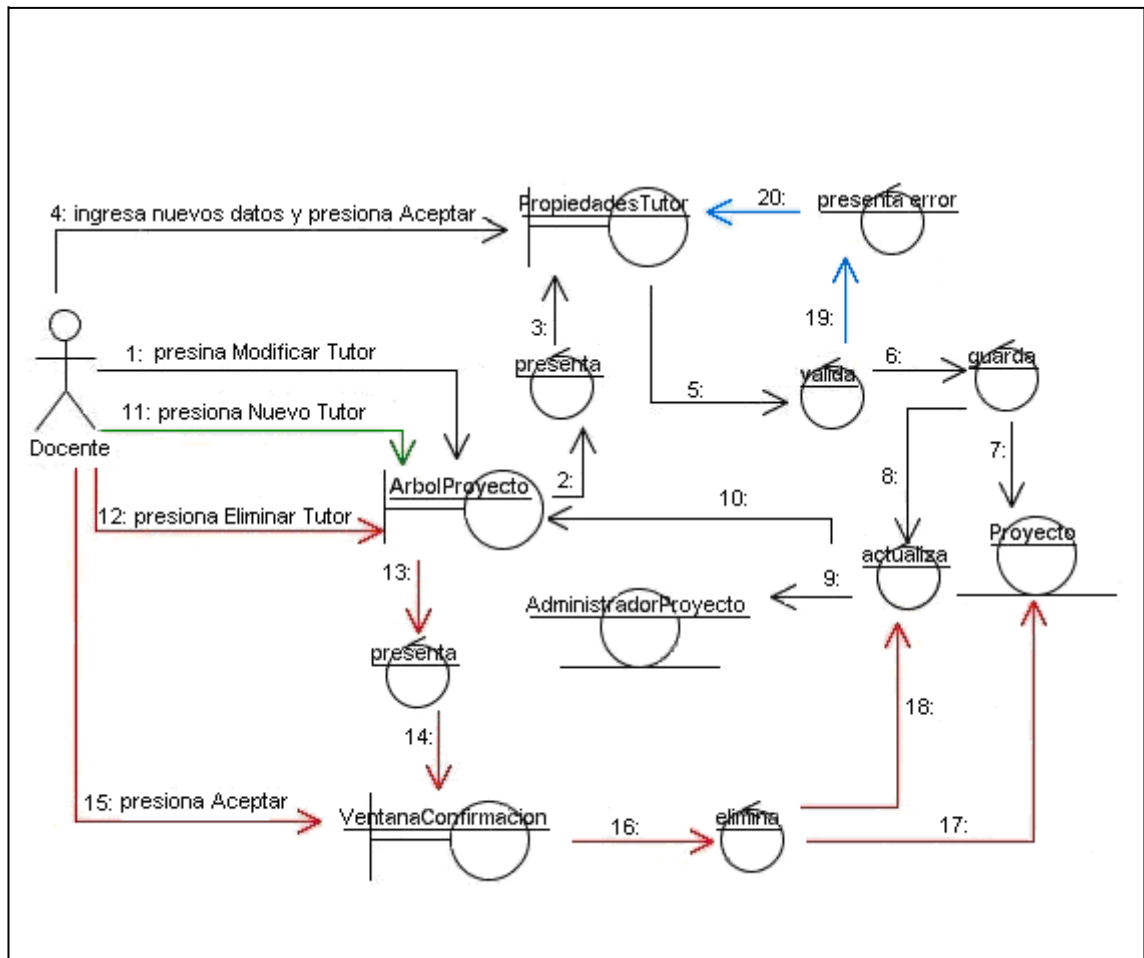 20:
4: ingresa nuevos datos y presiona Aceptar
PropiedadesTutor
presenta error
3:
19:
1: presina Modificar Tutor
presenta
valida
6:
guarda
5:
11: presiona Nuevo Tutor
Docente
7:
8:
2:
ArbolProyecto
10:
12: presiona Eliminar Tutor
Proyecto
actualiza
13:
9:
AdministradorProyecto
presenta
18:
14:
15: presiona Aceptar
VentanaConfirmacion
elimina
16:
17: